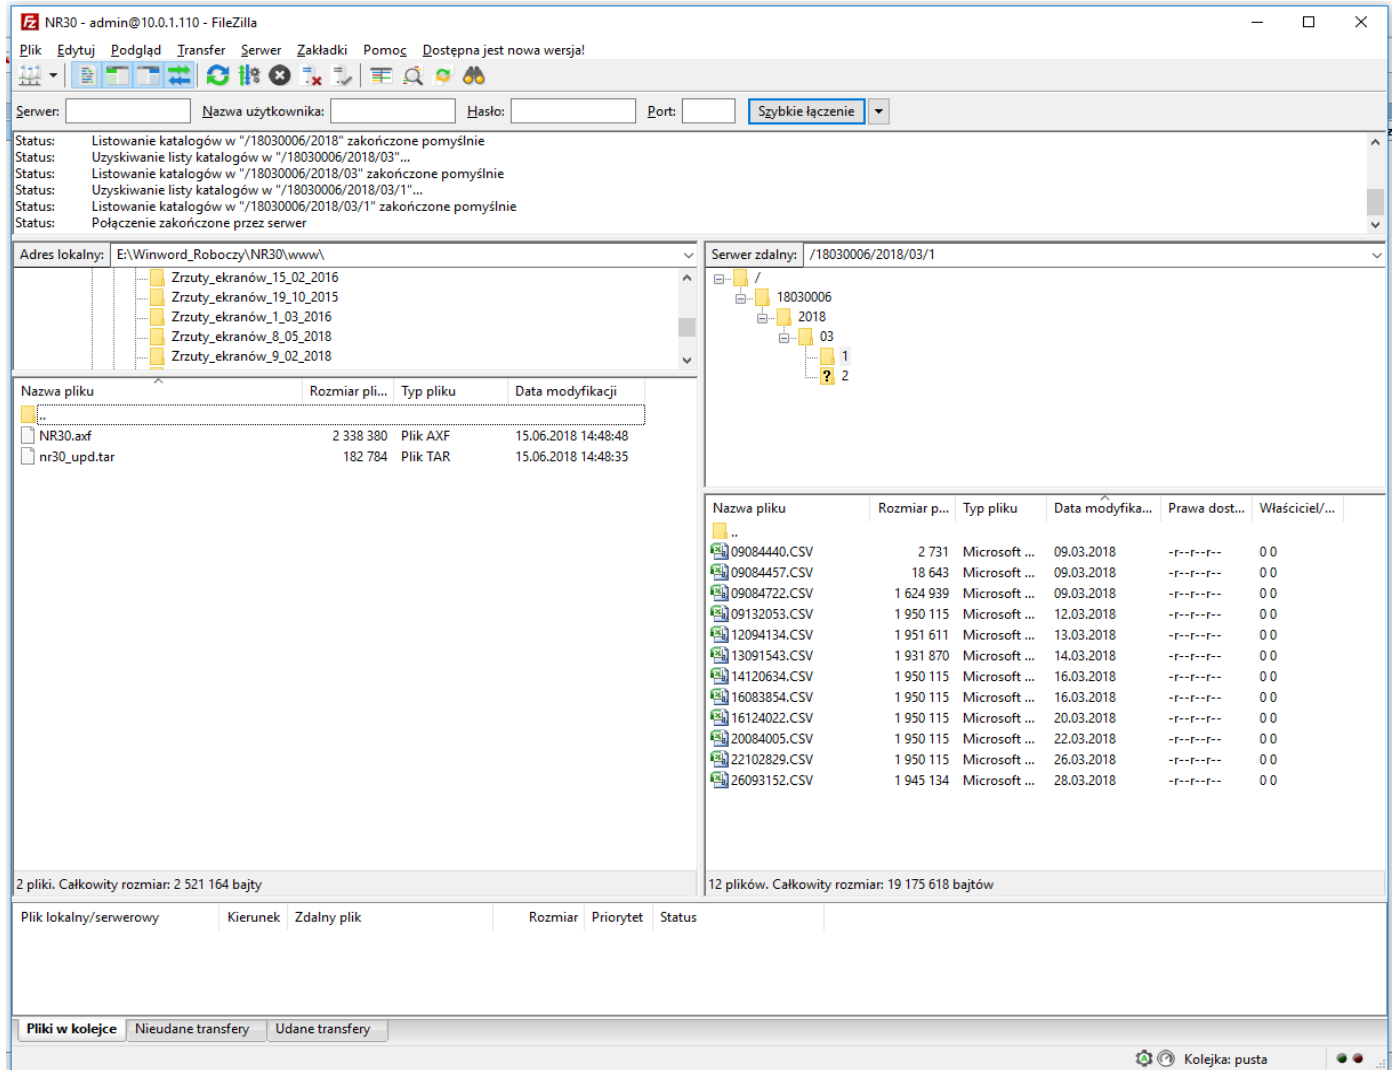 NR30 - admin@10.0.1.110 - FileZilla
Plik Edytuj Podgląd Transfer Serwer Zakładki Pomoc Dostępna jest nowa wersja!
Serwer: Nazwa użytkownika: Hasło: Port: Szybkie łączenie
Status: Listowanie katalogów w "/18030006/2018" zakończone pomyślnie
Status: Uzyskiwanie listy katalogów w "/18030006/2018/03"...
Status: Listowanie katalogów w "/18030006/2018/03" zakończone pomyślnie
Status: Uzyskiwanie listy katalogów w "/18030006/2018/03/1"...
Status: Listowanie katalogów w "/18030006/2018/03/1" zakończone pomyślnie
Status: Połączenie zakończone przez serwer
Adres lokalny: E:\Winword_Roboczy\NR30\www\
Zrzuty_ekranów_15_02_2016
Zrzuty_ekranów_19_10_2015
Zrzuty_ekranów_1_03_2016
Zrzuty_ekranów_8_05_2018
Zrzuty_ekranów_9_02_2018
Nazwa pliku Rozmiar pli... Typ pliku Data modyfikacji
..
NR30.axf 2 338 380 Plik AXF 15.06.2018 14:48:48
nr30_upd.tar 182 784 Plik TAR 15.06.2018 14:48:35
2 pliki. Całkowity rozmiar: 2 521 164 bajty
Serwer zdalny: /18030006/2018/03/1
/
18030006
2018
03
1
? 2
Nazwa pliku Rozmiar p... Typ pliku Data modyfika... Prawa dost... Właściciel/...
..
09084440.CSV 2 731 Microsoft ... 09.03.2018 -r--r--r-- 0 0
09084457.CSV 18 643 Microsoft ... 09.03.2018 -r--r--r-- 0 0
09084722.CSV 1 624 939 Microsoft ... 09.03.2018 -r--r--r-- 0 0
09132053.CSV 1 950 115 Microsoft ... 12.03.2018 -r--r--r-- 0 0
12094134.CSV 1 951 611 Microsoft ... 13.03.2018 -r--r--r-- 0 0
13091543.CSV 1 931 870 Microsoft ... 14.03.2018 -r--r--r-- 0 0
14120634.CSV 1 950 115 Microsoft ... 16.03.2018 -r--r--r-- 0 0
16083854.CSV 1 950 115 Microsoft ... 16.03.2018 -r--r--r-- 0 0
16124022.CSV 1 950 115 Microsoft ... 20.03.2018 -r--r--r-- 0 0
20084005.CSV 1 950 115 Microsoft ... 22.03.2018 -r--r--r-- 0 0
22102829.CSV 1 950 115 Microsoft ... 26.03.2018 -r--r--r-- 0 0
26093152.CSV 1 945 134 Microsoft ... 28.03.2018 -r--r--r-- 0 0
12 plików. Całkowity rozmiar: 19 175 618 bajtów
Plik lokalny/serwerowy Kierunek Zdalny plik Rozmiar Priorytet Status
Pliki w kolejce Nieudane transfery Udane transfery
Kolejka: pusta